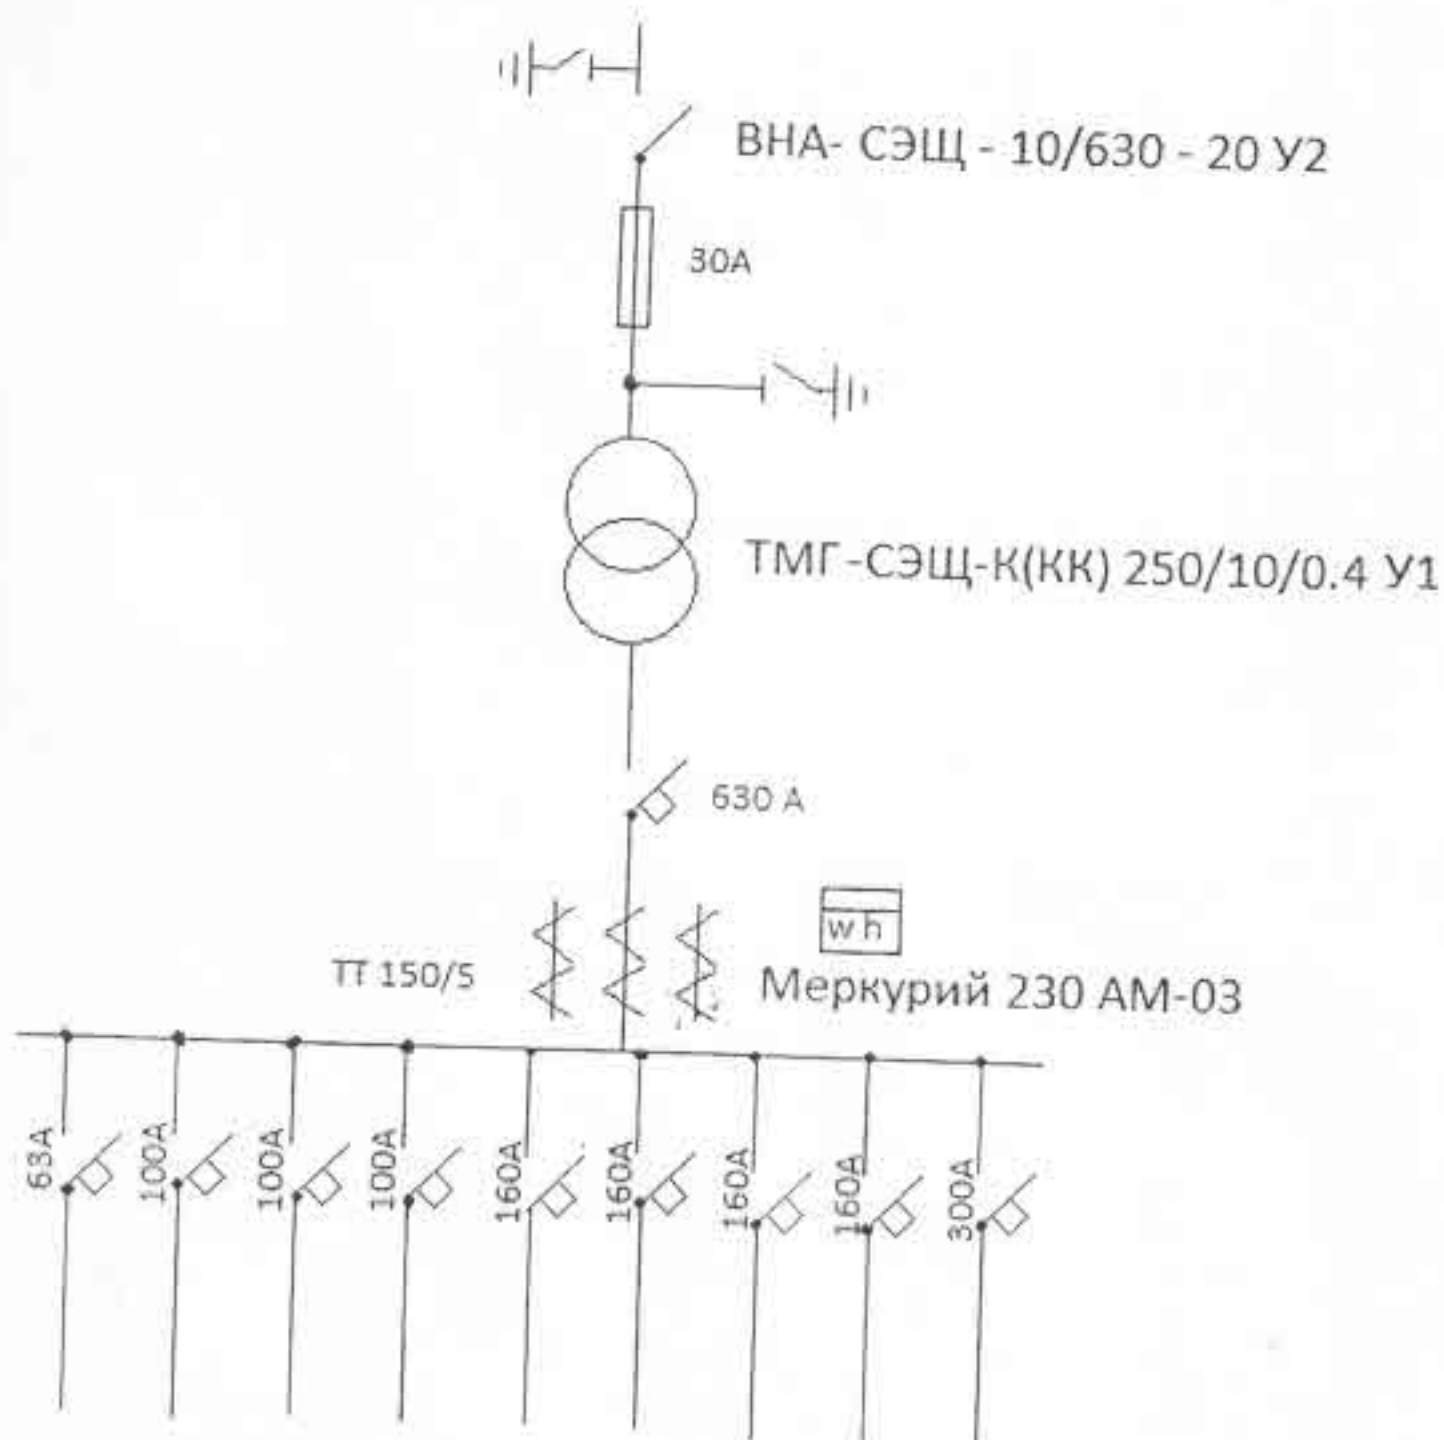 ВНА- СЭЩ - 10/630 - 20 У2
30А
ТМГ-СЭЩ-К(КК) 250/10/0.4 У1
630 А
w h
ТТ 150/5
Меркурий 230 АМ-03
63А
100А
100А
100А
160А
160А
160А
160А
300А